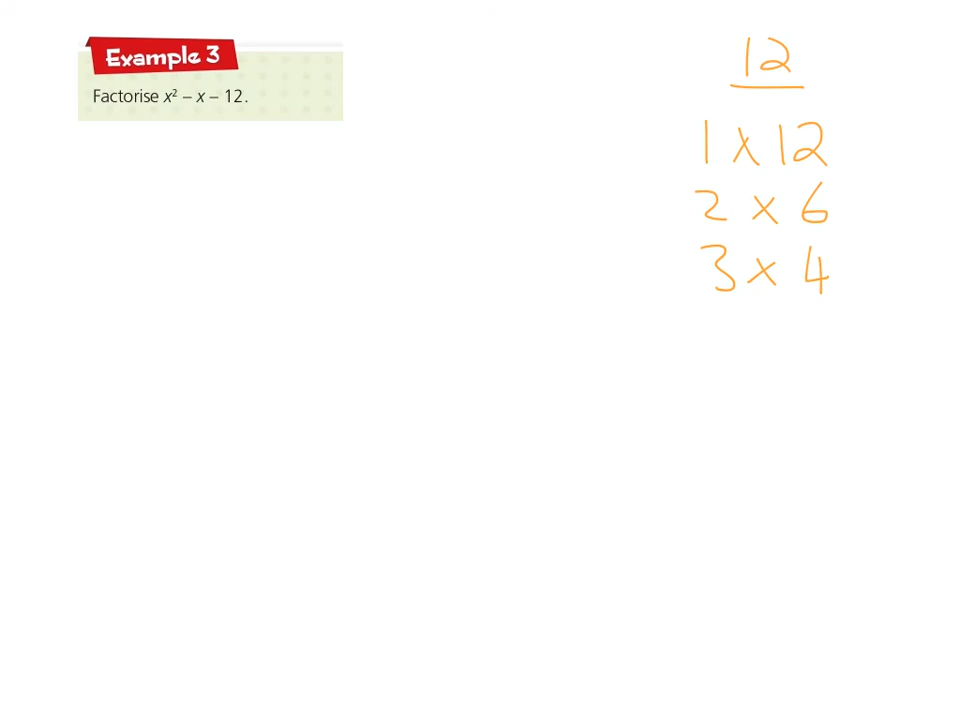 Example 3
Factorise x² – x – 12.
12
1 x 12
2 x 6
3 x 4